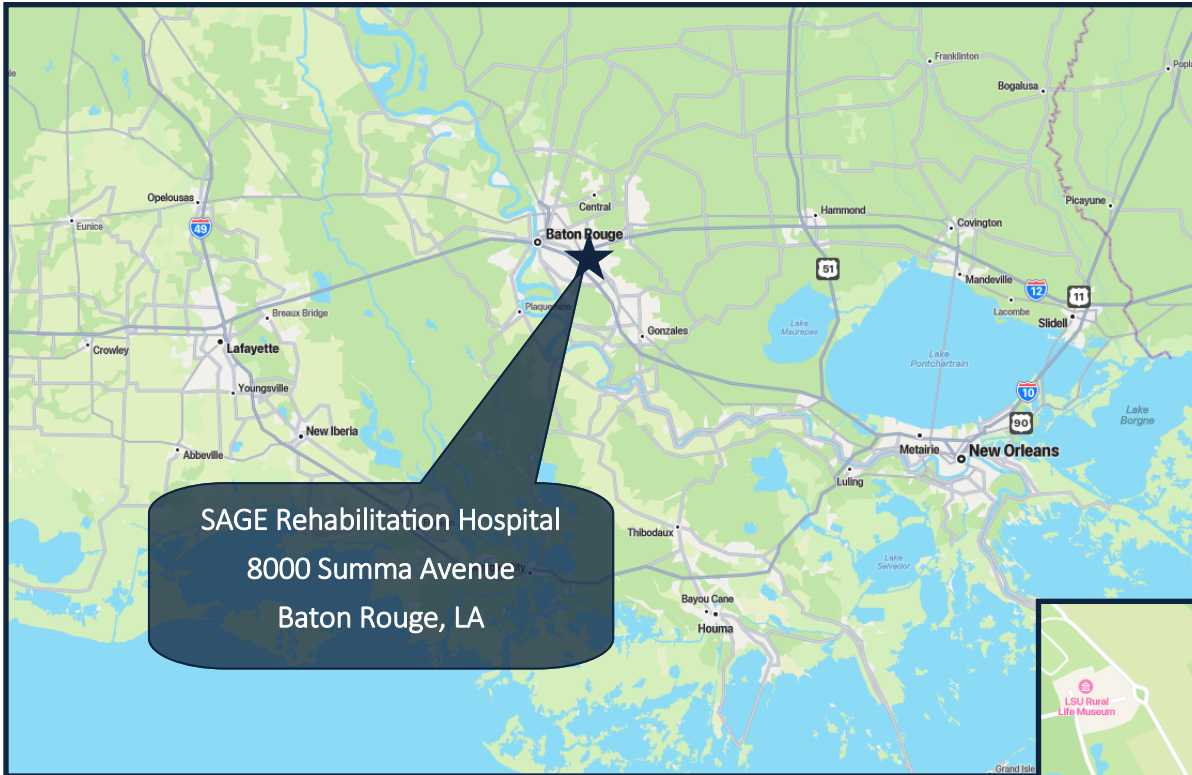 Franklinton
Bogalusa
Opelousas
Eunice
49
Central
Baton Rouge
Hammond
Covington
Picayune
51
Mandeville
12
11
Lacombe
Slidell
Plaquemine
Breaux Bridge
Lafayette
Crowley
Gonzales
Lake
Maurepas
Lake
Pontchartrain
10
90
Lake
Borgne
Youngsville
New Iberia
Abbeville
Metairie
New Orleans
Luling
SAGE Rehabilitation Hospital
8000 Summa Avenue
Baton Rouge, LA
Thibodaux
Lake
Salvador
Bayou Cane
Houma
LSU Rural
Life Museum
Grand Isle